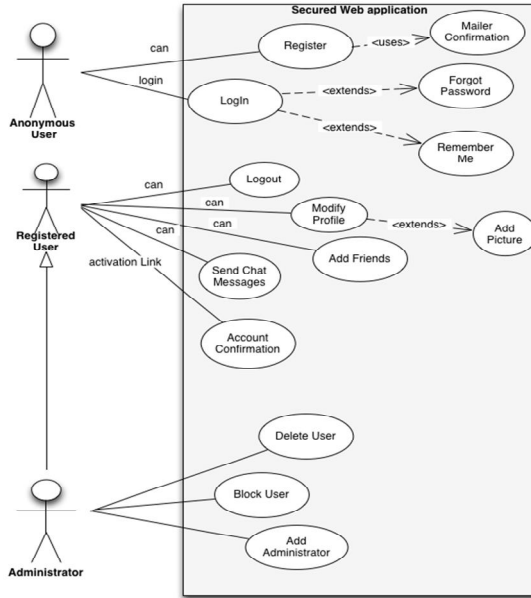 Secured Web application
can
Register
<uses>
Mailer
Confirmation
login
LogIn
<extends>
Forgot
Password
<extends>
Remember
Me
Anonymous
User
can
Logout
can
Modify
Profile
<extends>
Add
Picture
can
Add Friends
can
Send Chat
Messages
Registered
User
activation Link
Account
Confirmation
Delete User
Block User
Add
Administrator
Administrator